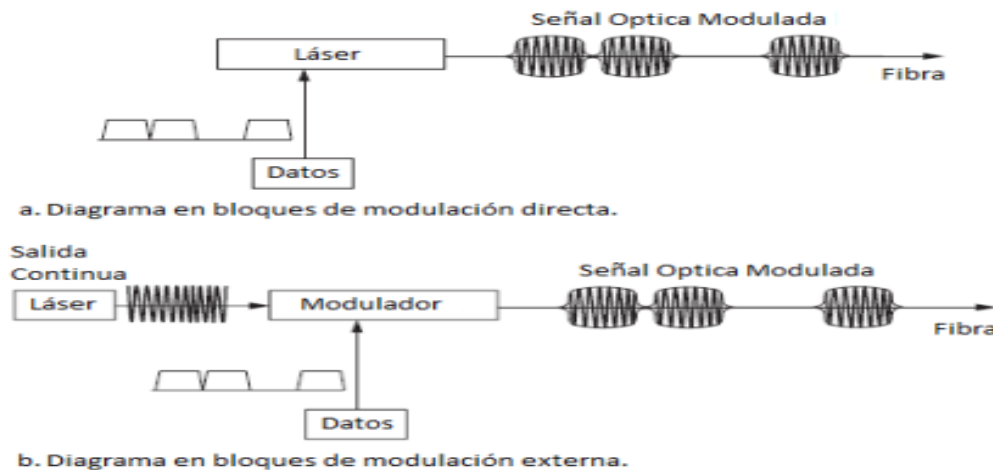 Señal Optica Modulada
Láser
Fibra
Datos
a. Diagrama en bloques de modulación directa.
Salida
Continua
Señal Optica Modulada
Láser
Modulador
Fibra
Datos
b. Diagrama en bloques de modulación externa.